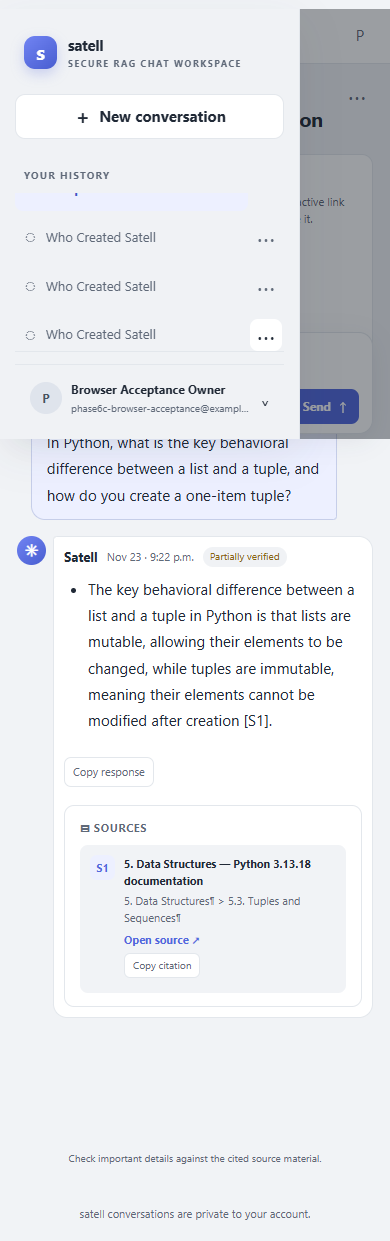 s
satell
SECURE RAG CHAT WORKSPACE
P
+ New conversation
...
on
YOUR HISTORY
active link
it.
Who Created Satell ...
Who Created Satell ...
Who Created Satell ...
P
Browser Acceptance Owner
phase6c-browser-acceptance@exampl...
Send ↑
In Python, what is the key behavioral
difference between a list and a tuple, and
how do you create a one-item tuple?
Satell Nov 23 · 9:22 p.m. Partially verified
• The key behavioral difference between a
list and a tuple in Python is that lists are
mutable, allowing their elements to be
changed, while tuples are immutable,
meaning their elements cannot be
modified after creation [S1].
Copy response
SOURCES
S1
5. Data Structures — Python 3.13.18
documentation
5. Data Structures¶ > 5.3. Tuples and
Sequences¶
Open source ↗
Copy citation
Check important details against the cited source material.
satell conversations are private to your account.